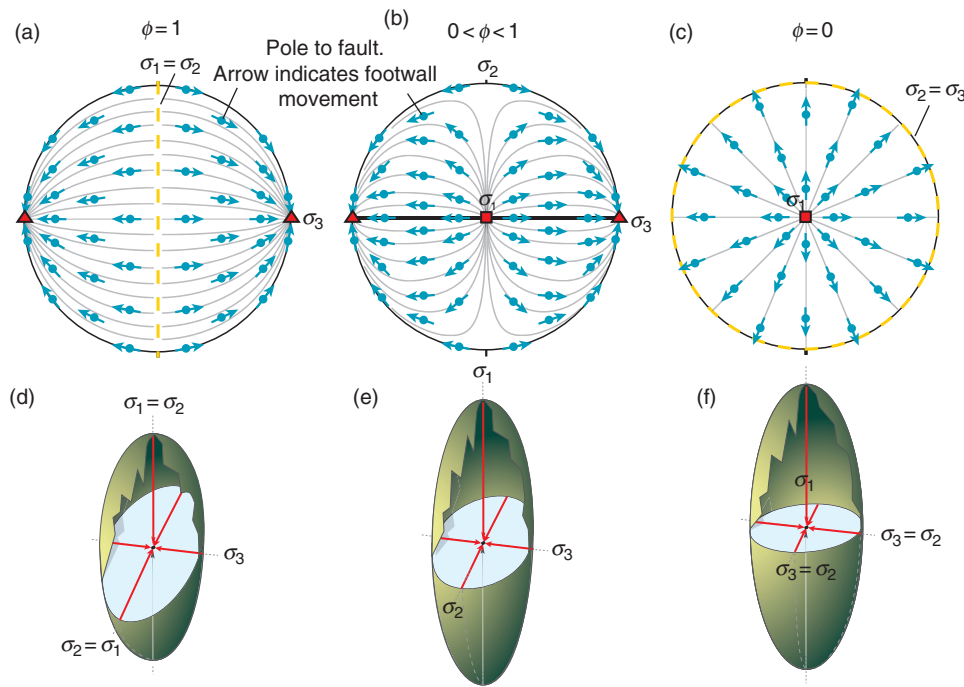 (a)
ϕ = 1
σ1 = σ2
Pole to fault.
Arrow indicates footwall
movement
σ3
(b)
0 < ϕ < 1
σ2
σ1
σ3
(c)
ϕ = 0
σ2 = σ3
σ1
(d)
σ1 = σ2
σ3
σ2 = σ1
(e)
σ1
σ3
σ2
(f)
σ1
σ3 = σ2
σ3 = σ2